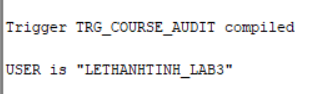 Trigger TRG_COURSE_AUDIT compiled
USER is "LETHANHTINH_LAB3"